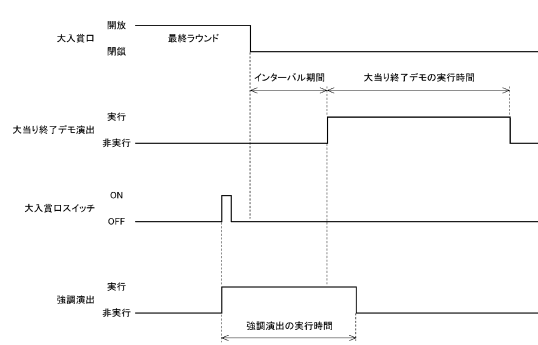 開放
大入賞口
最終ラウンド
閉鎖
インターバル期間
大当り終了デモの実行時間
実行
大当り終了デモ演出
非実行
ON
大入賞口スイッチ
OFF
実行
強調演出
非実行
強調演出の実行時間